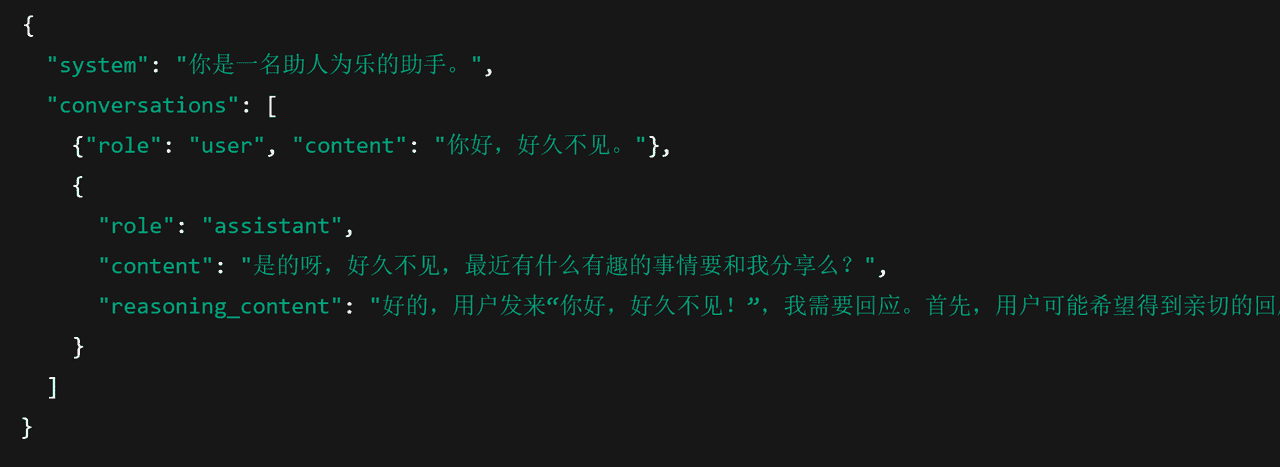 {
"system": "你是一名助人为乐的助手。",
"conversations": [
{"role": "user", "content": "你好，好久不见。"},
{
"role": "assistant",
"content": "是的呀，好久不见，最近有什么有趣的事情要和我分享么？",
"reasoning_content": "好的，用户发来“你好，好久不见！”，我需要回应。首先，用户可能希望得到亲切的回
}
]
}